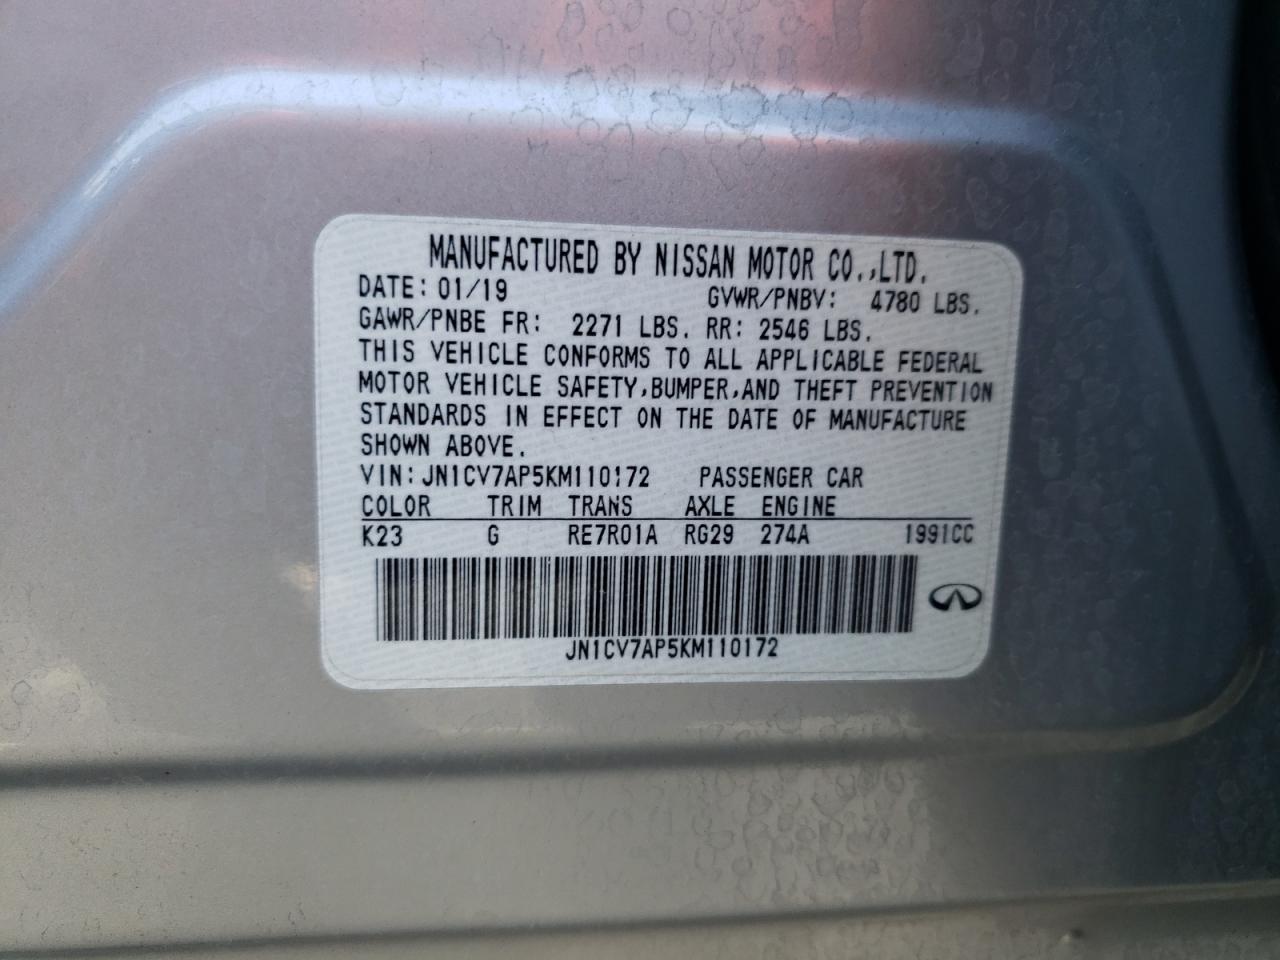 MANUFACTURED BY NISSAN MOTOR CO.,LTD.
DATE: 01/19 GVWR/PNBV: 4780 LBS.
GAWR/PNBE FR: 2271 LBS. RR: 2546 LBS.
THIS VEHICLE CONFORMS TO ALL APPLICABLE FEDERAL
MOTOR VEHICLE SAFETY,BUMPER,AND THEFT PREVENTION
STANDARDS IN EFFECT ON THE DATE OF MANUFACTURE
SHOWN ABOVE.
VIN: JN1CV7AP5KM110172 PASSENGER CAR
COLOR TRIM TRANS AXLE ENGINE
K23 G RE7R01A RG29 274A 1991CC
JN1CV7AP5KM110172